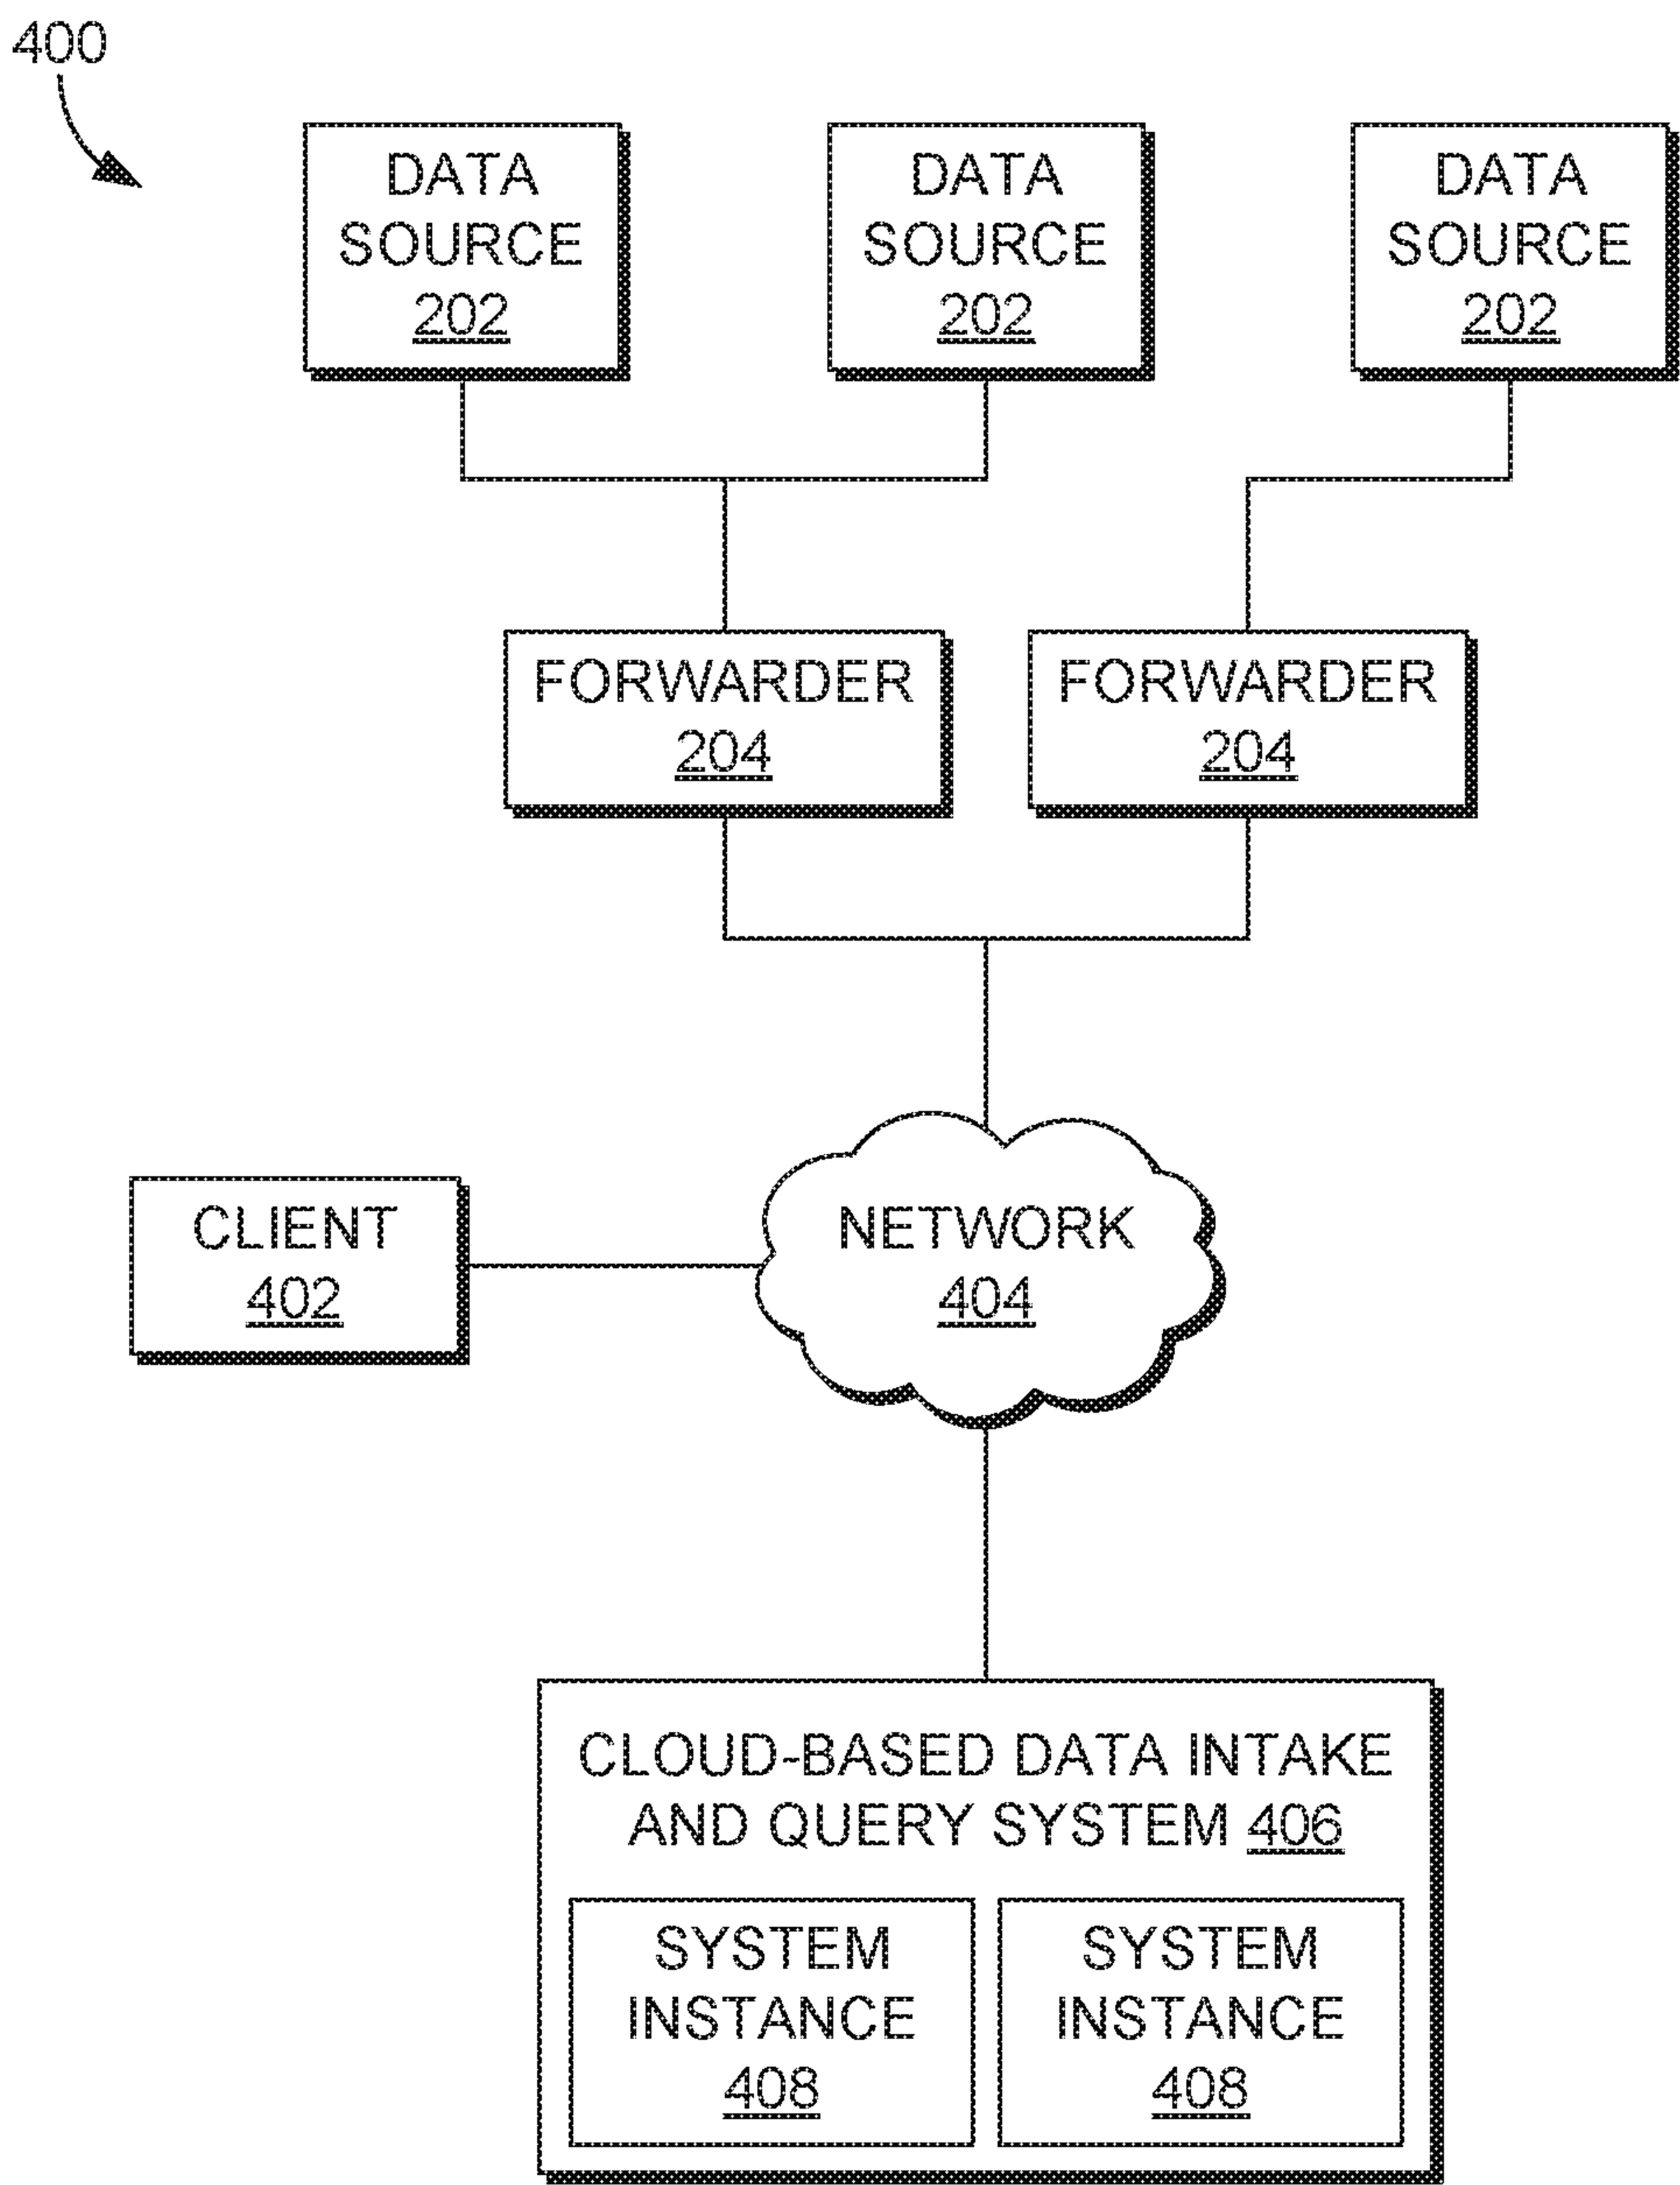 400
DATA
SOURCE
202
DATA
SOURCE
202
DATA
SOURCE
202
FORWARDER
204
FORWARDER
204
CLIENT
402
NETWORK
404
CLOUD-BASED DATA INTAKE
AND QUERY SYSTEM 406
SYSTEM
INSTANCE
408
SYSTEM
INSTANCE
408